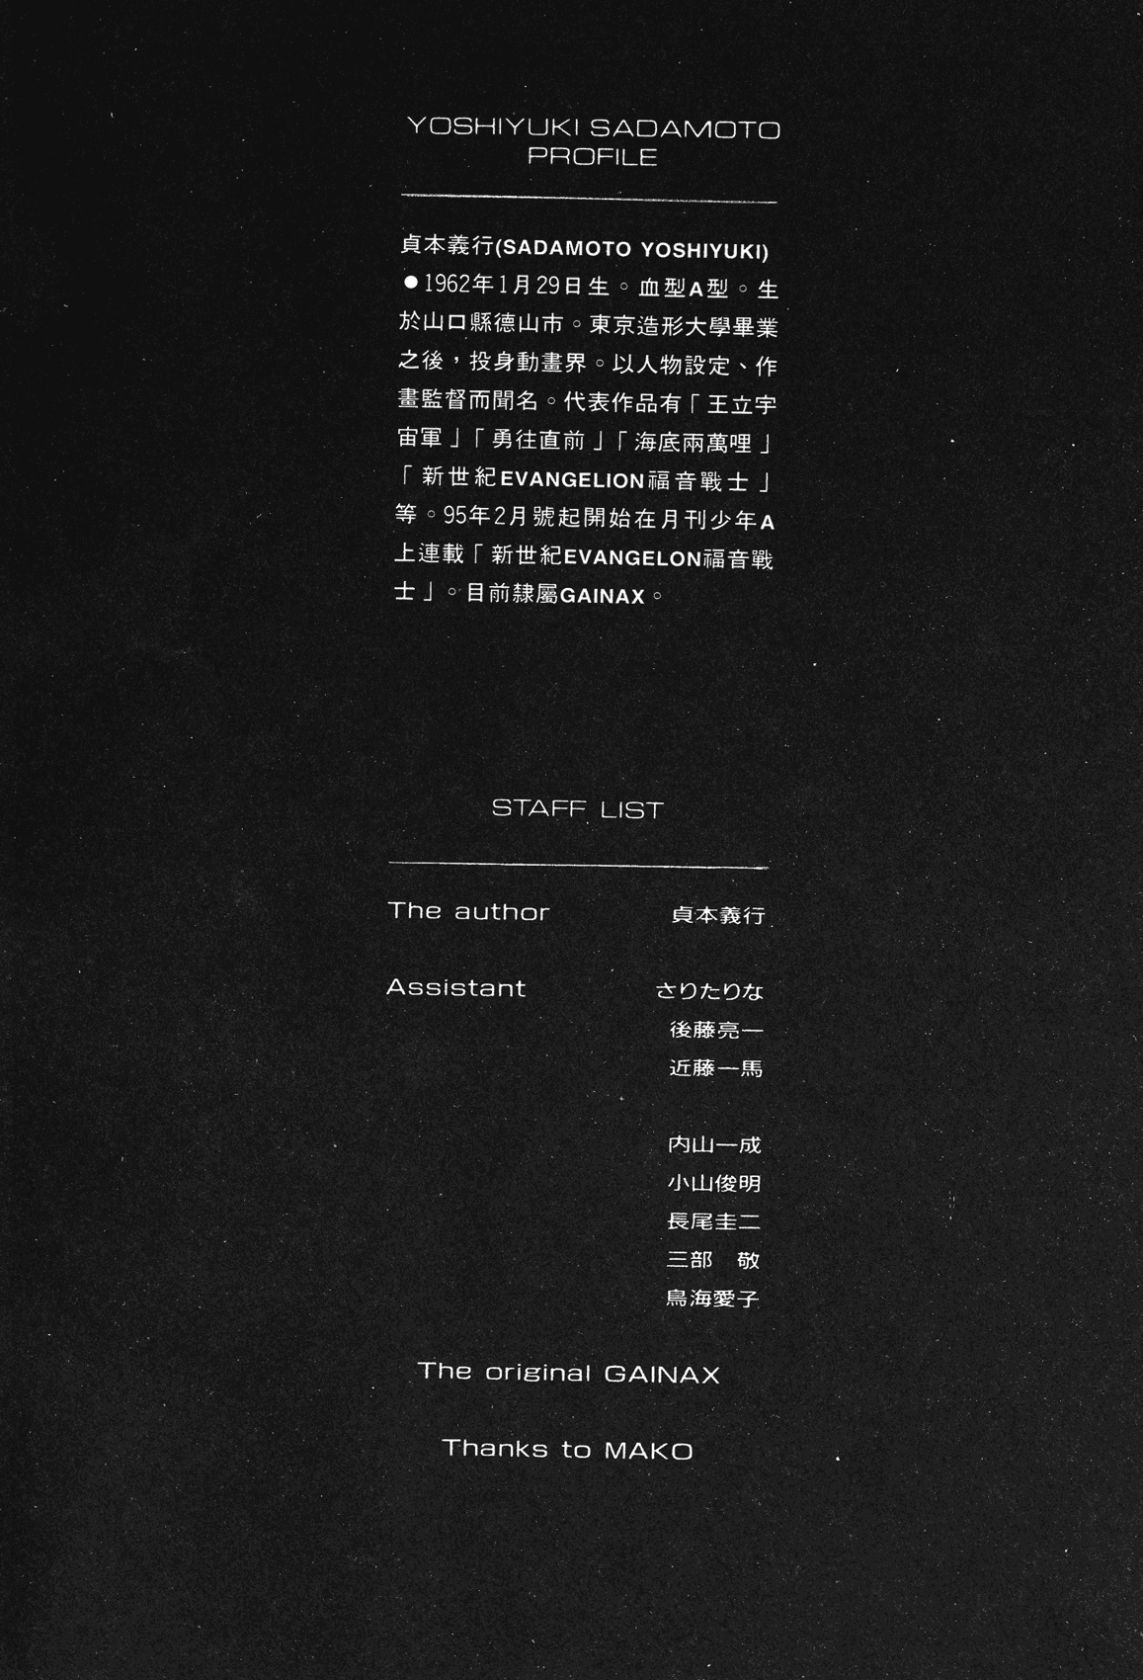 YOSHIYUKI SADAMOTO
PROFILE
貞本義行(SADAMOTO YOSHIYUKI)
●1962年1月29日生。血型A型。生
於山口縣德山市。東京造形大學畢業
之後，投身動畫界。以人物設定、作
畫監督而聞名。代表作品有「王立宇
宙軍」「勇往直前」「海底兩萬哩」
「新世紀EVANGELION福音戰士」
等。95年2月號起開始在月刊少年A
上連載「新世紀EVANGELON福音戰
士」。目前隸屬GAINAX。
STAFF LIST
The author 貞本義行
Assistant さりたりな
後藤亮一
近藤一馬
内山一成
小山俊明
長尾圭二
三部　敬
鳥海愛子
The original GAINAX
Thanks to MAKO